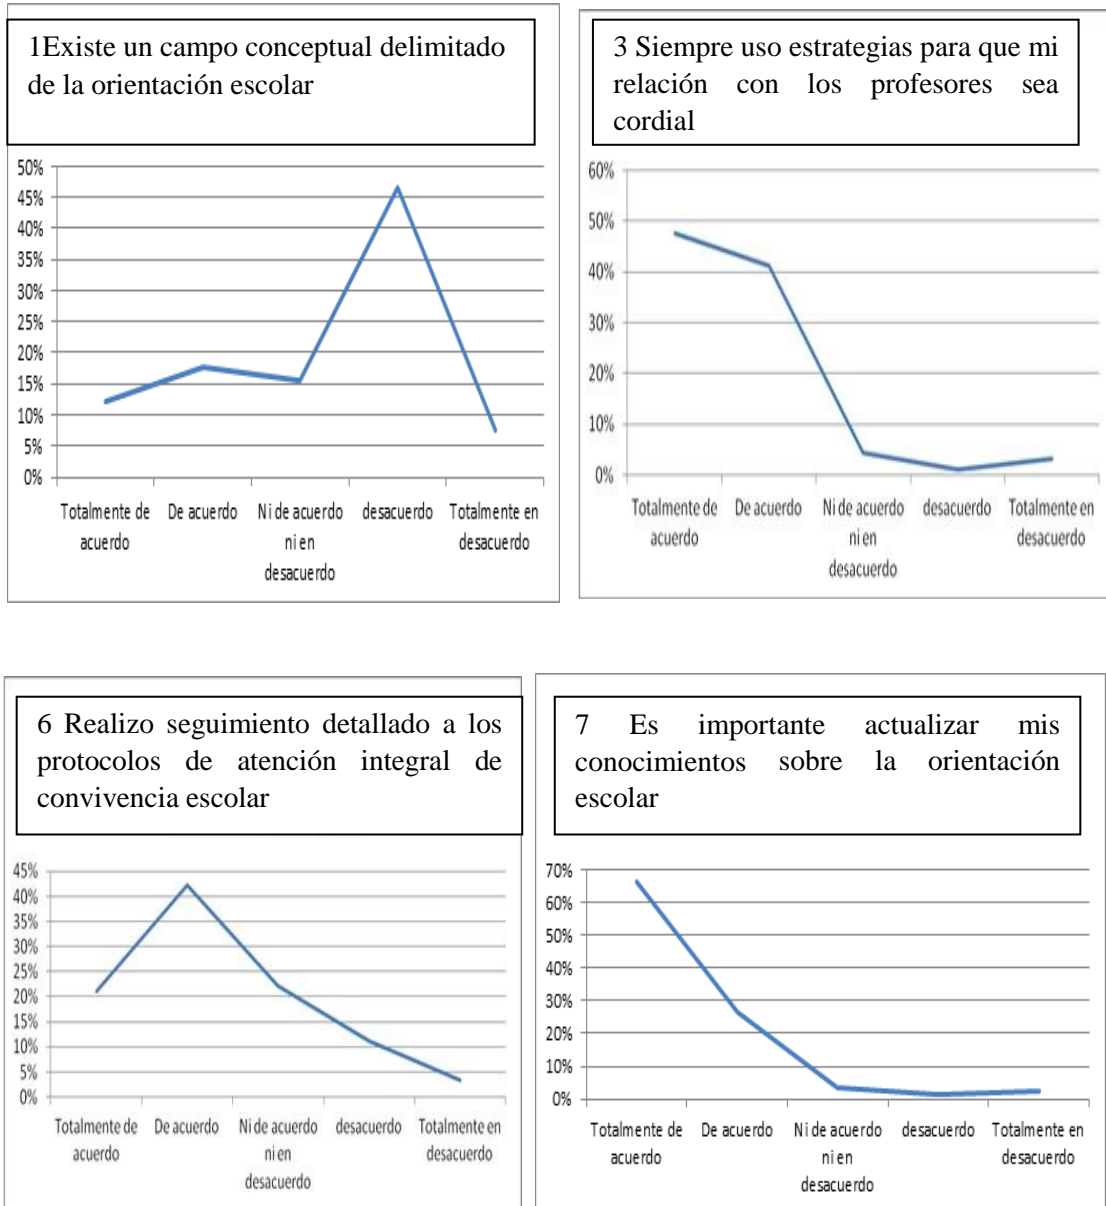 1Existe un campo conceptual delimitado
de la orientación escolar
50%
45%
40%
35%
30%
25%
20%
15%
10%
5%
0%
Totalmente de De acuerdo Ni de acuerdo desacuerdo Totalmente en
acuerdo ni en desacuerdo
desacuerdo
3 Siempre uso estrategias para que mi
relación con los profesores sea
cordial
60%
50%
40%
30%
20%
10%
0%
Totalmente de De acuerdo Ni de acuerdo desacuerdo Totalmente en
acuerdo ni en desacuerdo
desacuerdo
6 Realizo seguimiento detallado a los
protocolos de atención integral de
convivencia escolar
45%
40%
35%
30%
25%
20%
15%
10%
5%
0%
Totalmente de De acuerdo Ni de acuerdo desacuerdo Totalmente en
acuerdo ni en desacuerdo
desacuerdo
7 Es importante actualizar mis
conocimientos sobre la orientación
escolar
70%
60%
50%
40%
30%
20%
10%
0%
Totalmente de De acuerdo Ni de acuerdo desacuerdo Totalmente en
acuerdo ni en desacuerdo
desacuerdo